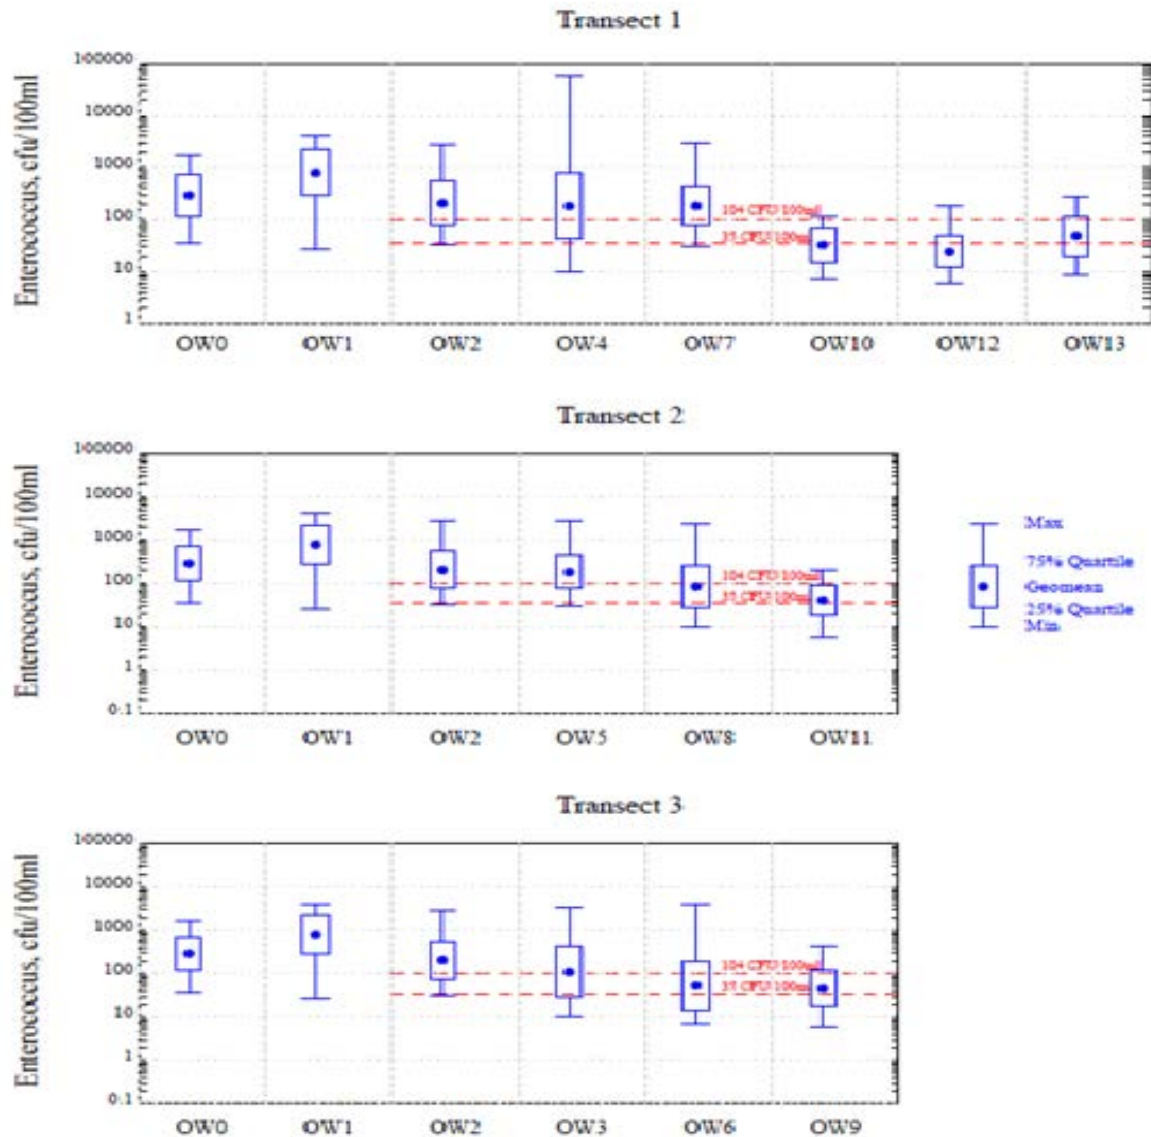 Transect 1
Enterococcus, cfu/100ml
100000
10000
1000
100
10
1
104 CFU/100ml
35 CFU/100ml
OW0 OW1 OW2 OW4 OW7 OW10 OW12 OW13
Transect 2
Enterococcus, cfu/100ml
100000
10000
1000
100
10
1
0.1
104 CFU/100ml
35 CFU/100ml
OW0 OW1 OW2 OW5 OW8 OW11
Max
75% Quartile
Geomean
25% Quartile
Min
Transect 3
Enterococcus, cfu/100ml
100000
10000
1000
100
10
1
0.1
104 CFU/100ml
35 CFU/100ml
OW0 OW1 OW2 OW3 OW6 OW9